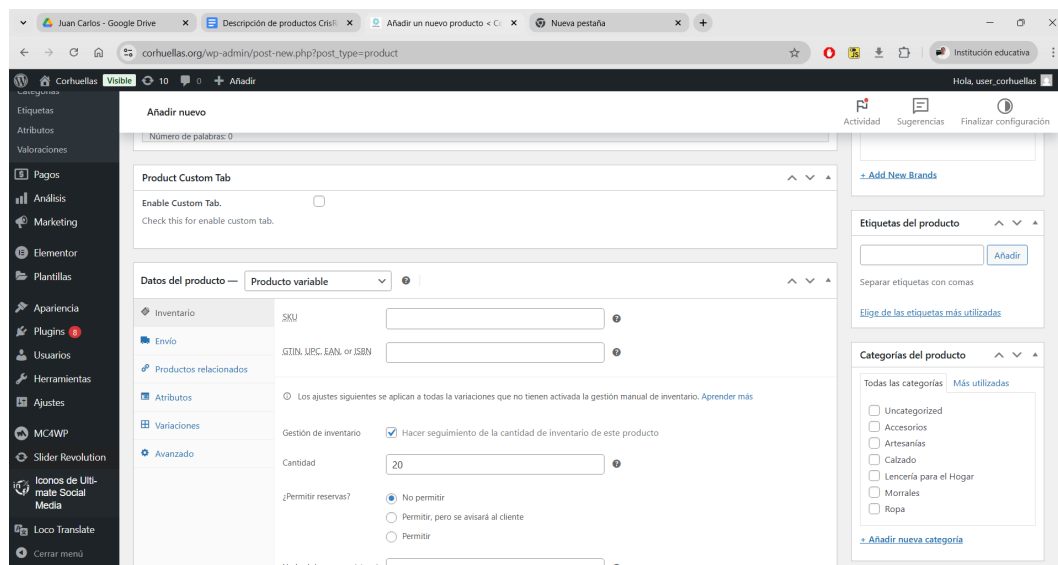 Juan Carlos - Google Drive
Descripción de productos CrisR
Añadir un nuevo producto < Co
Nueva pestaña
corhuellas.org/wp-admin/post-new.php?post_type=product
Institución educativa
Corhuellas Visible 10 0 Añadir
Hola, user_corhuellas
Categorías
Etiquetas
Atributos
Valoraciones
Pagos
Análisis
Marketing
Elementor
Plantillas
Apariencia
Plugins 8
Usuarios
Herramientas
Ajustes
MC4WP
Slider Revolution
Iconos de Ulti-
mate Social
Media
Loco Translate
Cerrar menú
Añadir nuevo
Actividad
Sugerencias
Finalizar configuración
Número de palabras: 0
Product Custom Tab
Enable Custom Tab.
Check this for enable custom tab.
Datos del producto — Producto variable
Inventario
Envío
Productos relacionados
Atributos
Variaciones
Avanzado
SKU
GTIN, UPC, EAN, or ISBN
Los ajustes siguientes se aplican a todas la variaciones que no tienen activada la gestión manual de inventario. Aprender más
Gestión de inventario
Hacer seguimiento de la cantidad de inventario de este producto
Cantidad
20
¿Permitir reservas?
No permitir
Permitir, pero se avisará al cliente
Permitir
+ Add New Brands
Etiquetas del producto
Añadir
Separar etiquetas con comas
Elige de las etiquetas más utilizadas
Categorías del producto
Todas las categorías
Más utilizadas
Uncategorized
Accesorios
Artesanías
Calzado
Lencería para el Hogar
Morrales
Ropa
+ Añadir nueva categoría